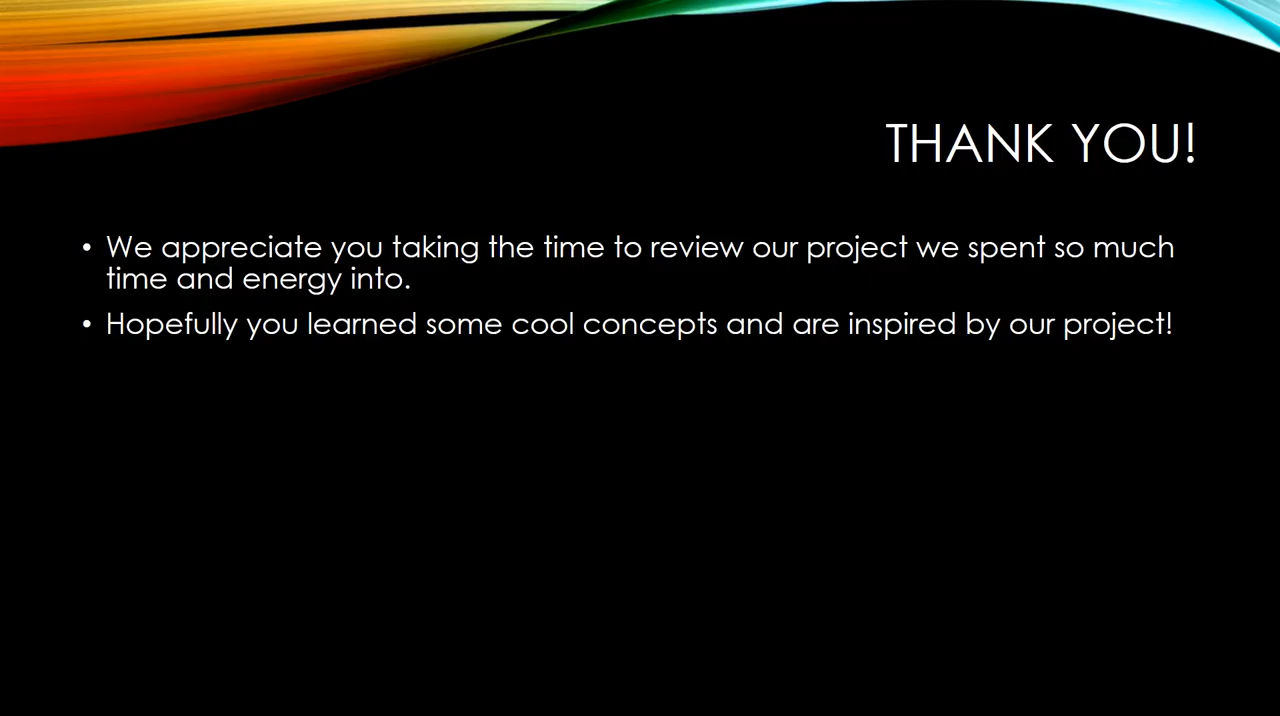 THANK YOU!
• We appreciate you taking the time to review our project we spent so much
time and energy into.
• Hopefully you learned some cool concepts and are inspired by our project!